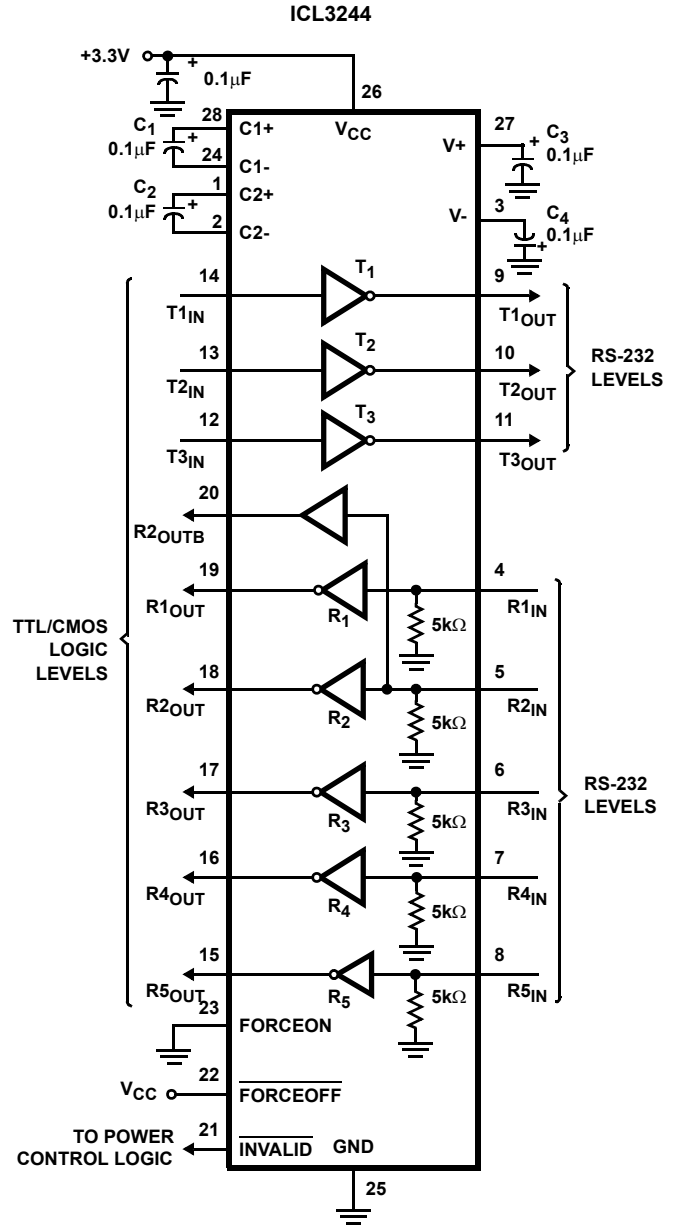 ICL3244
+3.3V
+
0.1μF
26
28
C1
0.1μF
+
24
C1+
C1-
VCC
27
V+
+
C3
0.1μF
1
C2
0.1μF
+
2
C2+
C2-
3
V-
C4
0.1μF
+
14
T1IN
T1
9
T1OUT
13
T2IN
T2
10
T2OUT
12
T3IN
T3
11
T3OUT
RS-232
LEVELS
20
R2OUTB
19
R1OUT
R1
5kΩ
4
R1IN
TTL/CMOS
LOGIC
LEVELS
18
R2OUT
R2
5kΩ
5
R2IN
17
R3OUT
R3
5kΩ
6
R3IN
RS-232
LEVELS
16
R4OUT
R4
5kΩ
7
R4IN
15
R5OUT
R5
5kΩ
8
R5IN
23
FORCEON
VCC
22
FORCEOFF
21
TO POWER
CONTROL LOGIC
INVALID
GND
25